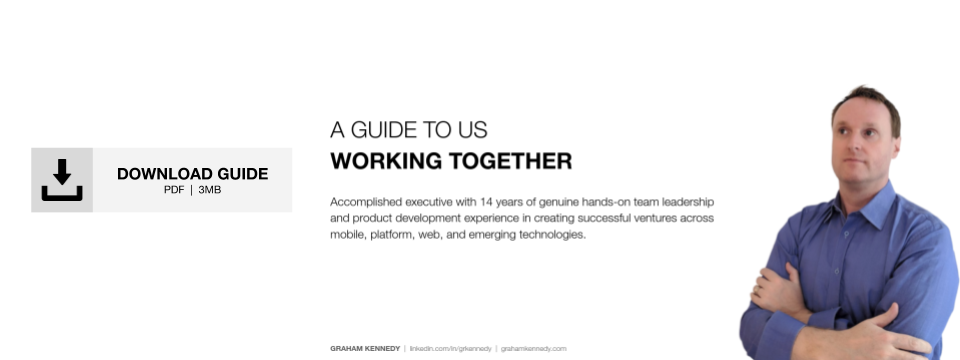 DOWNLOAD GUIDE
PDF | 3MB
A GUIDE TO US
WORKING TOGETHER
Accomplished executive with 14 years of genuine hands-on team leadership
and product development experience in creating successful ventures across
mobile, platform, web, and emerging technologies.
GRAHAM KENNEDY | linkedin.com/in/grkennedy | grahamkennedy.com